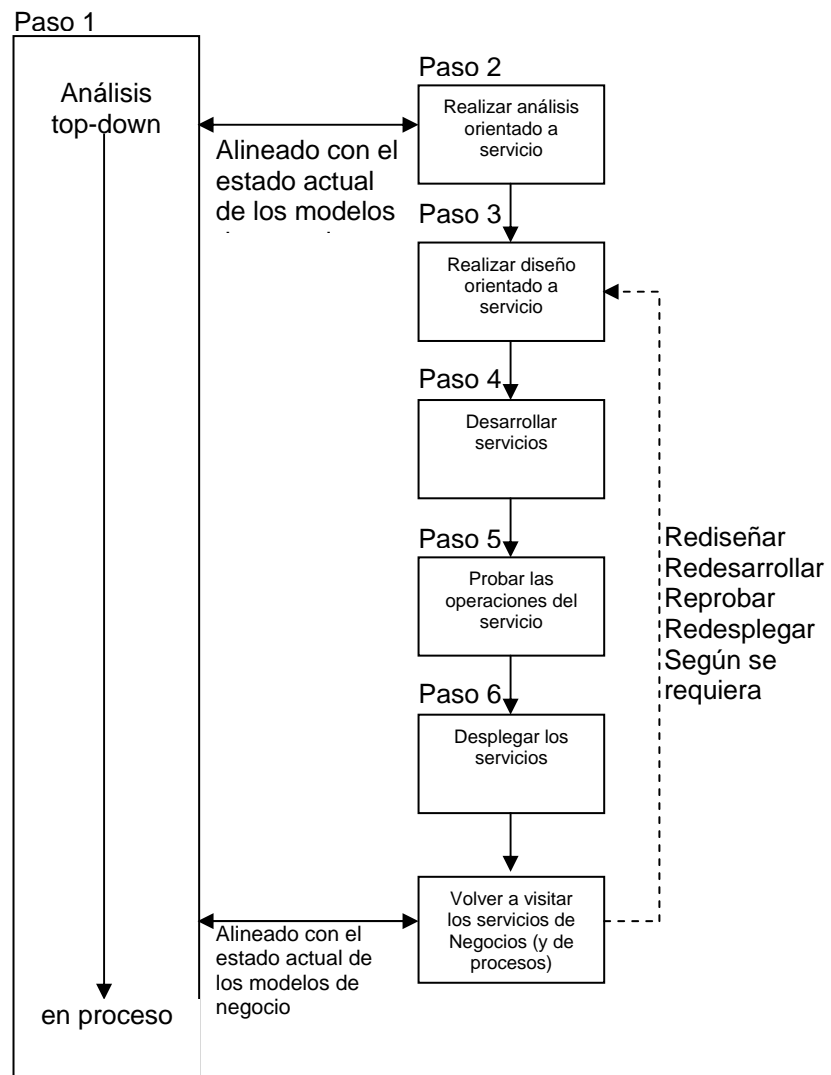 Paso 1
Análisis
top-down
en proceso
Paso 2
Realizar análisis
orientado a
servicio
Alineado con el
estado actual
de los modelos
Paso 3
Realizar diseño
orientado a
servicio
Paso 4
Desarrollar
servicios
Paso 5
Probar las
operaciones del
servicio
Paso 6
Desplegar los
servicios
Volver a visitar
los servicios de
Negocios (y de
procesos)
Alineado con el
estado actual de
los modelos de
negocio
Rediseñar
Redesarrollar
Reprobar
Redesplegar
Según se
requiera